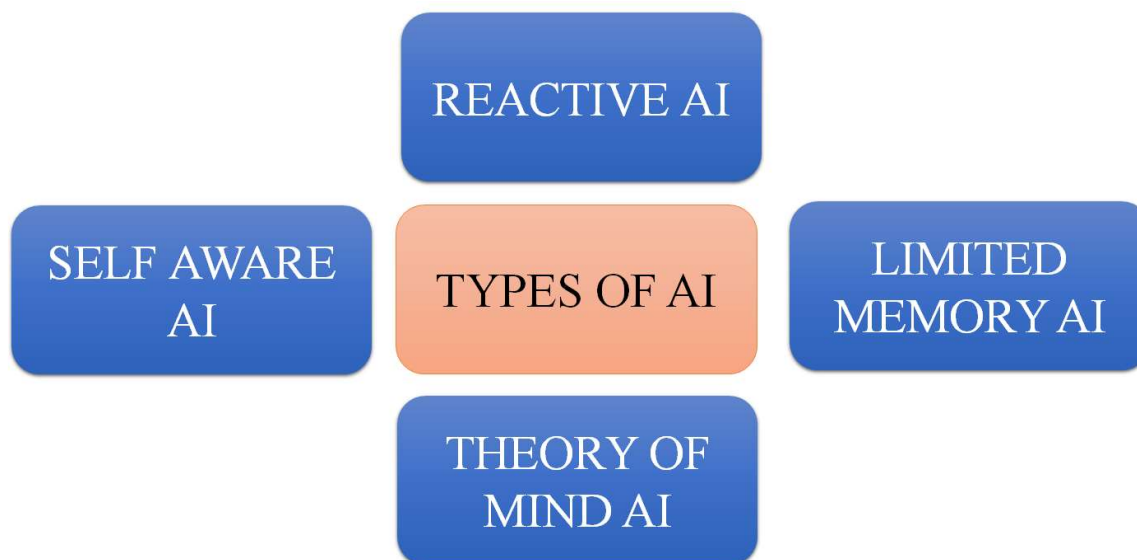 REACTIVE AI
SELF AWARE
AI
TYPES OF AI
LIMITED
MEMORY AI
THEORY OF
MIND AI